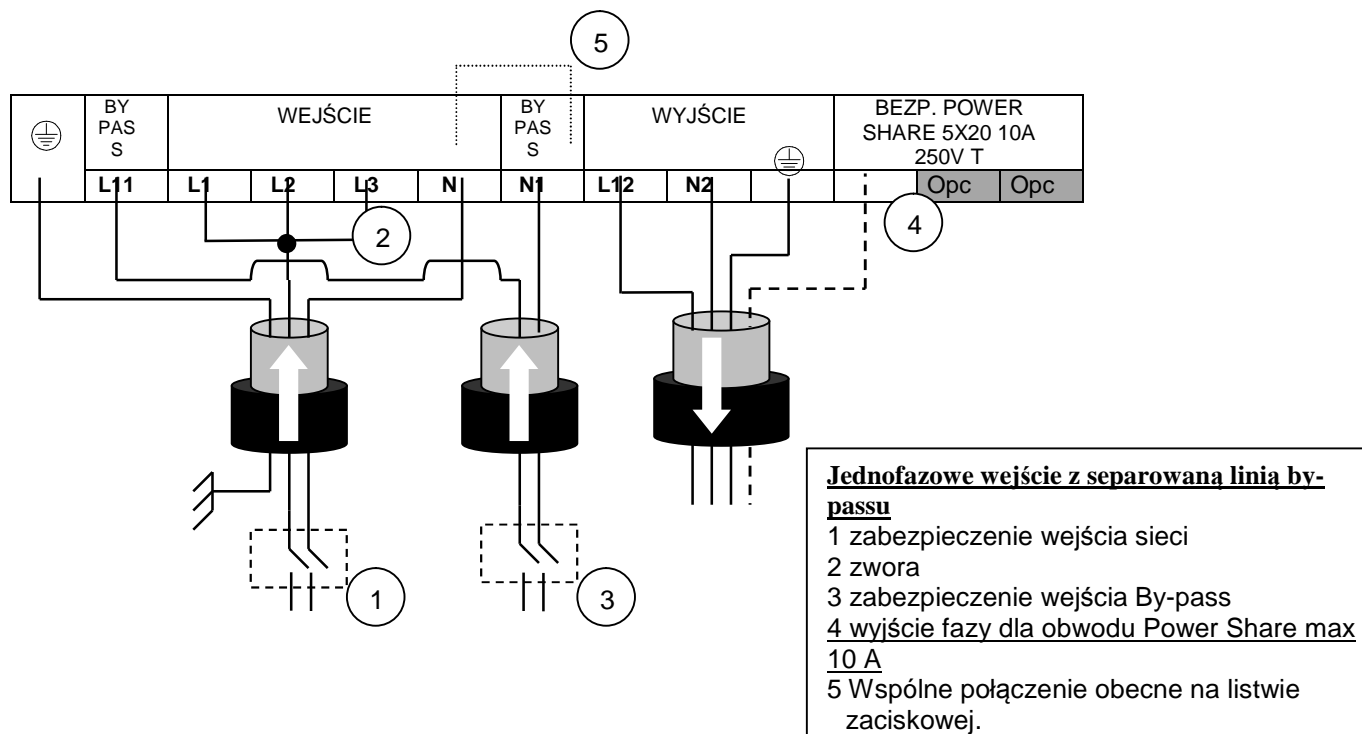 5
BY
PAS
S
WEJŚCIE
BY
PAS
S
WYJŚCIE
BEZP. POWER
SHARE 5X20 10A
250V T
L11 L1 L2 L3 N N1 L12 N2 Opc Opc
2
4
1
3
Jednofazowe wejście z separowaną linią by-
passu
1 zabezpieczenie wejścia sieci
2 zwora
3 zabezpieczenie wejścia By-pass
4 wyjście fazy dla obwodu Power Share max
10 A
5 Wspólne połączenie obecne na listwie
zaciskowej.